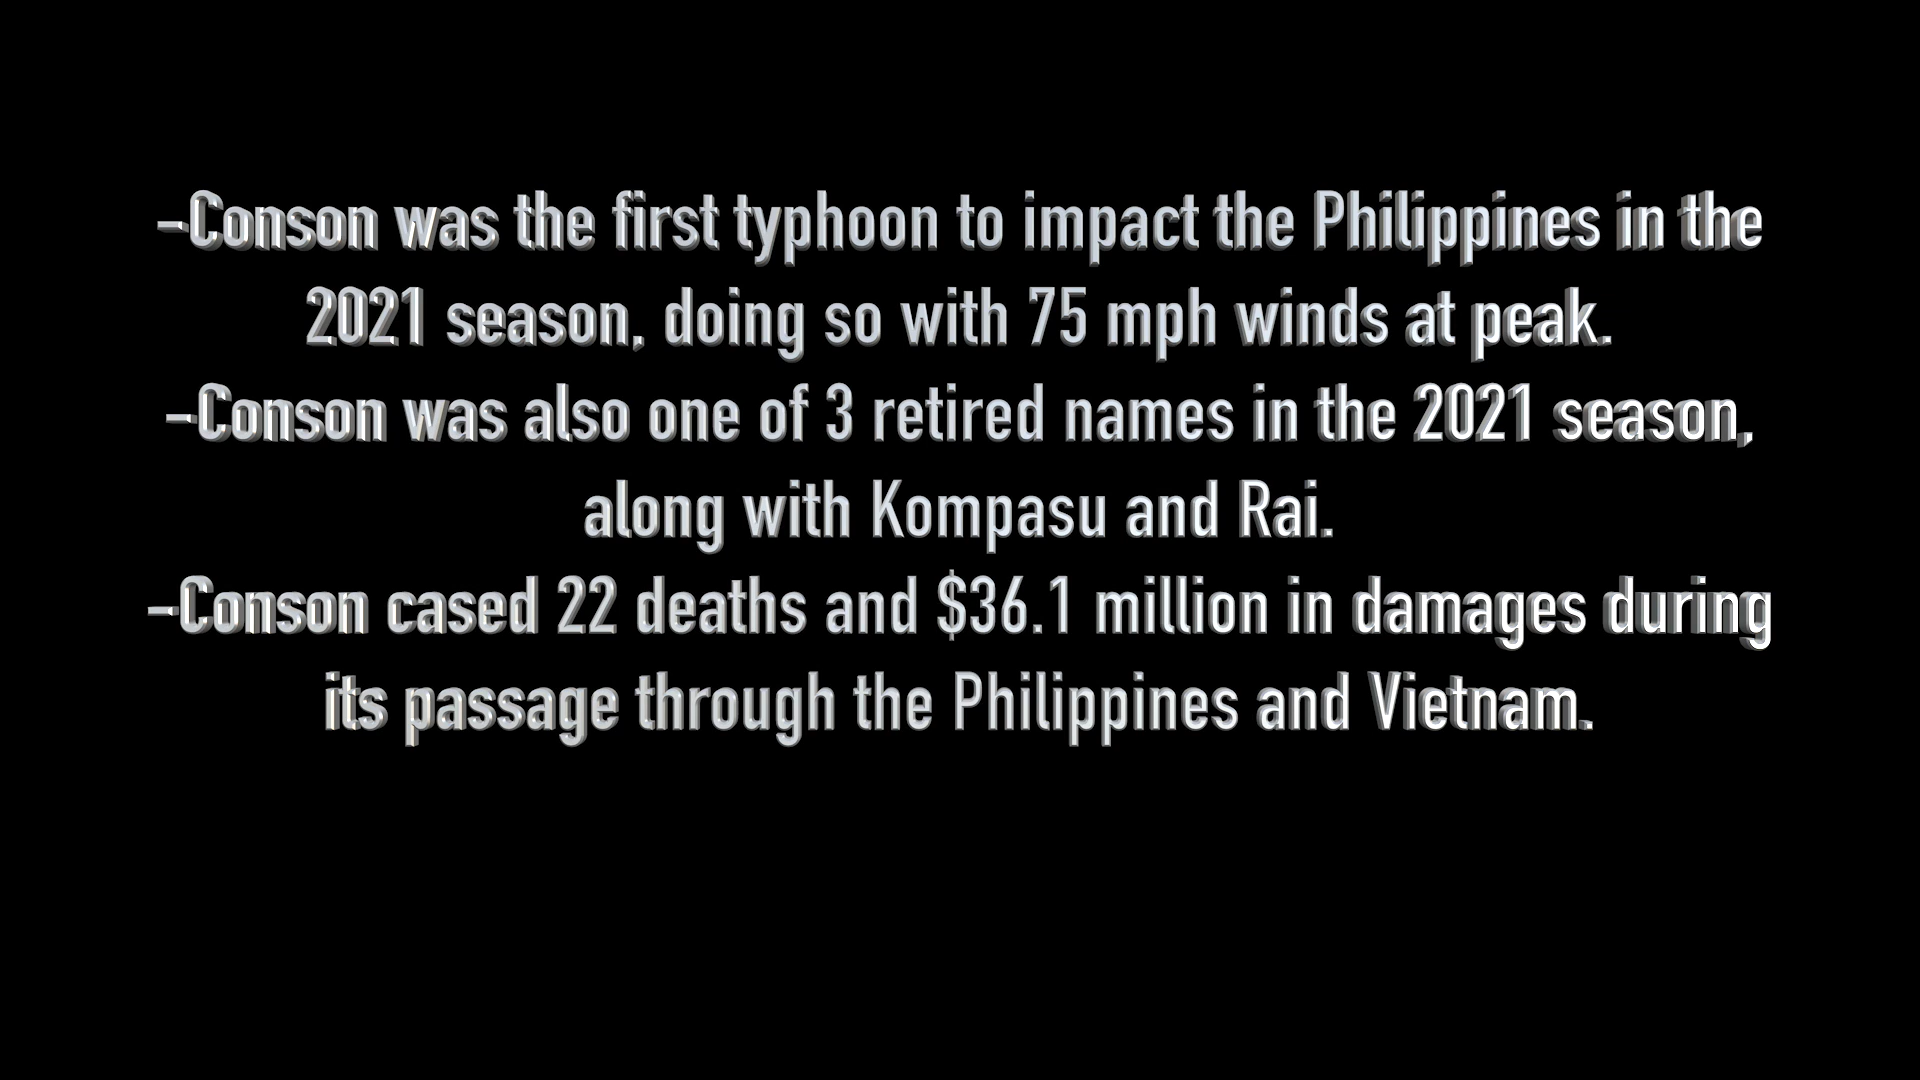 -Conson was the first typhoon to impact the Philippines in the
2021 season, doing so with 75 mph winds at peak.
-Conson was also one of 3 retired names in the 2021 season,
along with Kompasu and Rai.
-Conson cased 22 deaths and $36.1 million in damages during
its passage through the Philippines and Vietnam.